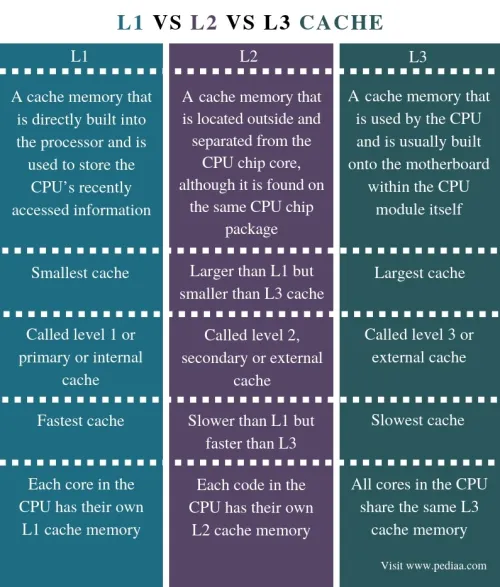 L1 VS L2 VS L3 CACHE
L1
A cache memory that
is directly built into
the processor and is
used to store the
CPU's recently
accessed information
Smallest cache
Called level 1 or
primary or internal
cache
Fastest cache
Each core in the
CPU has their own
L1 cache memory
L2
A cache memory that
is located outside and
separated from the
CPU chip core,
although it is found on
the same CPU chip
package
Larger than L1 but
smaller than L3 cache
Called level 2,
secondary or external
cache
Slower than L1 but
faster than L3
Each code in the
CPU has their own
L2 cache memory
L3
A cache memory that
is used by the CPU
and is usually built
onto the motherboard
within the CPU
module itself
Largest cache
Called level 3 or
external cache
Slowest cache
All cores in the CPU
share the same L3
cache memory
Visit www.pediaa.com